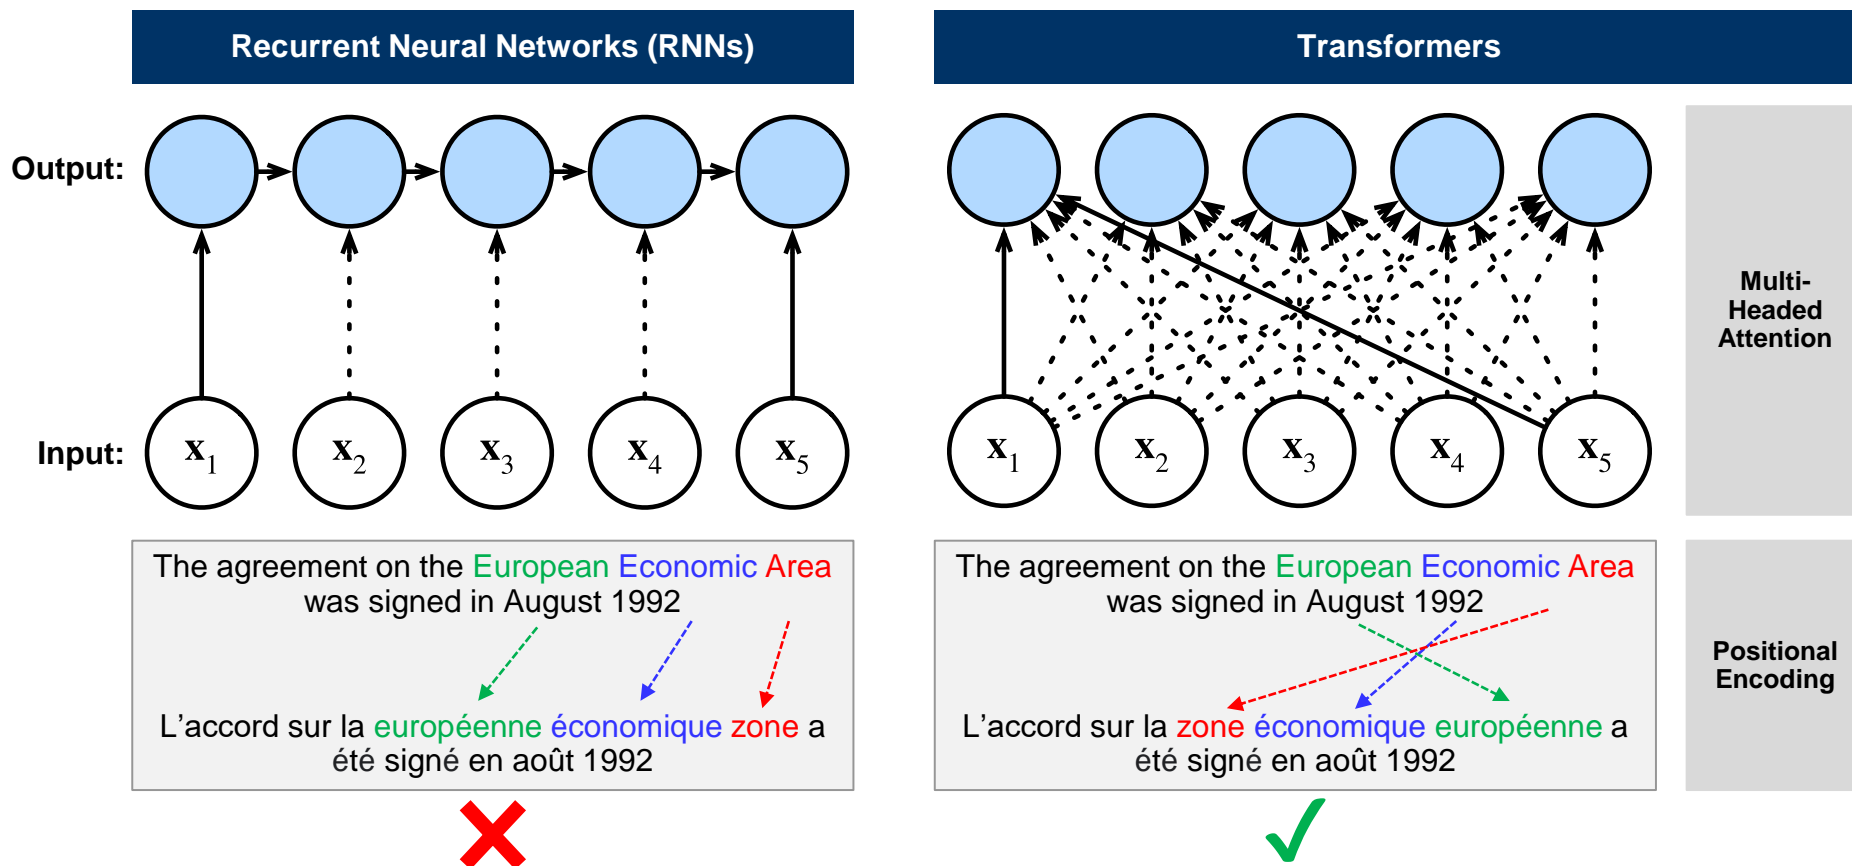 Recurrent Neural Networks (RNNs)
Transformers
Output:
Input:
x1
x2
x3
x4
x5
x1
x2
x3
x4
x5
Multi-
Headed
Attention
The agreement on the European Economic Area
was signed in August 1992
L’accord sur la européenne économique zone a
été signé en août 1992
The agreement on the European Economic Area
was signed in August 1992
L’accord sur la zone économique européenne a
été signé en août 1992
Positional
Encoding